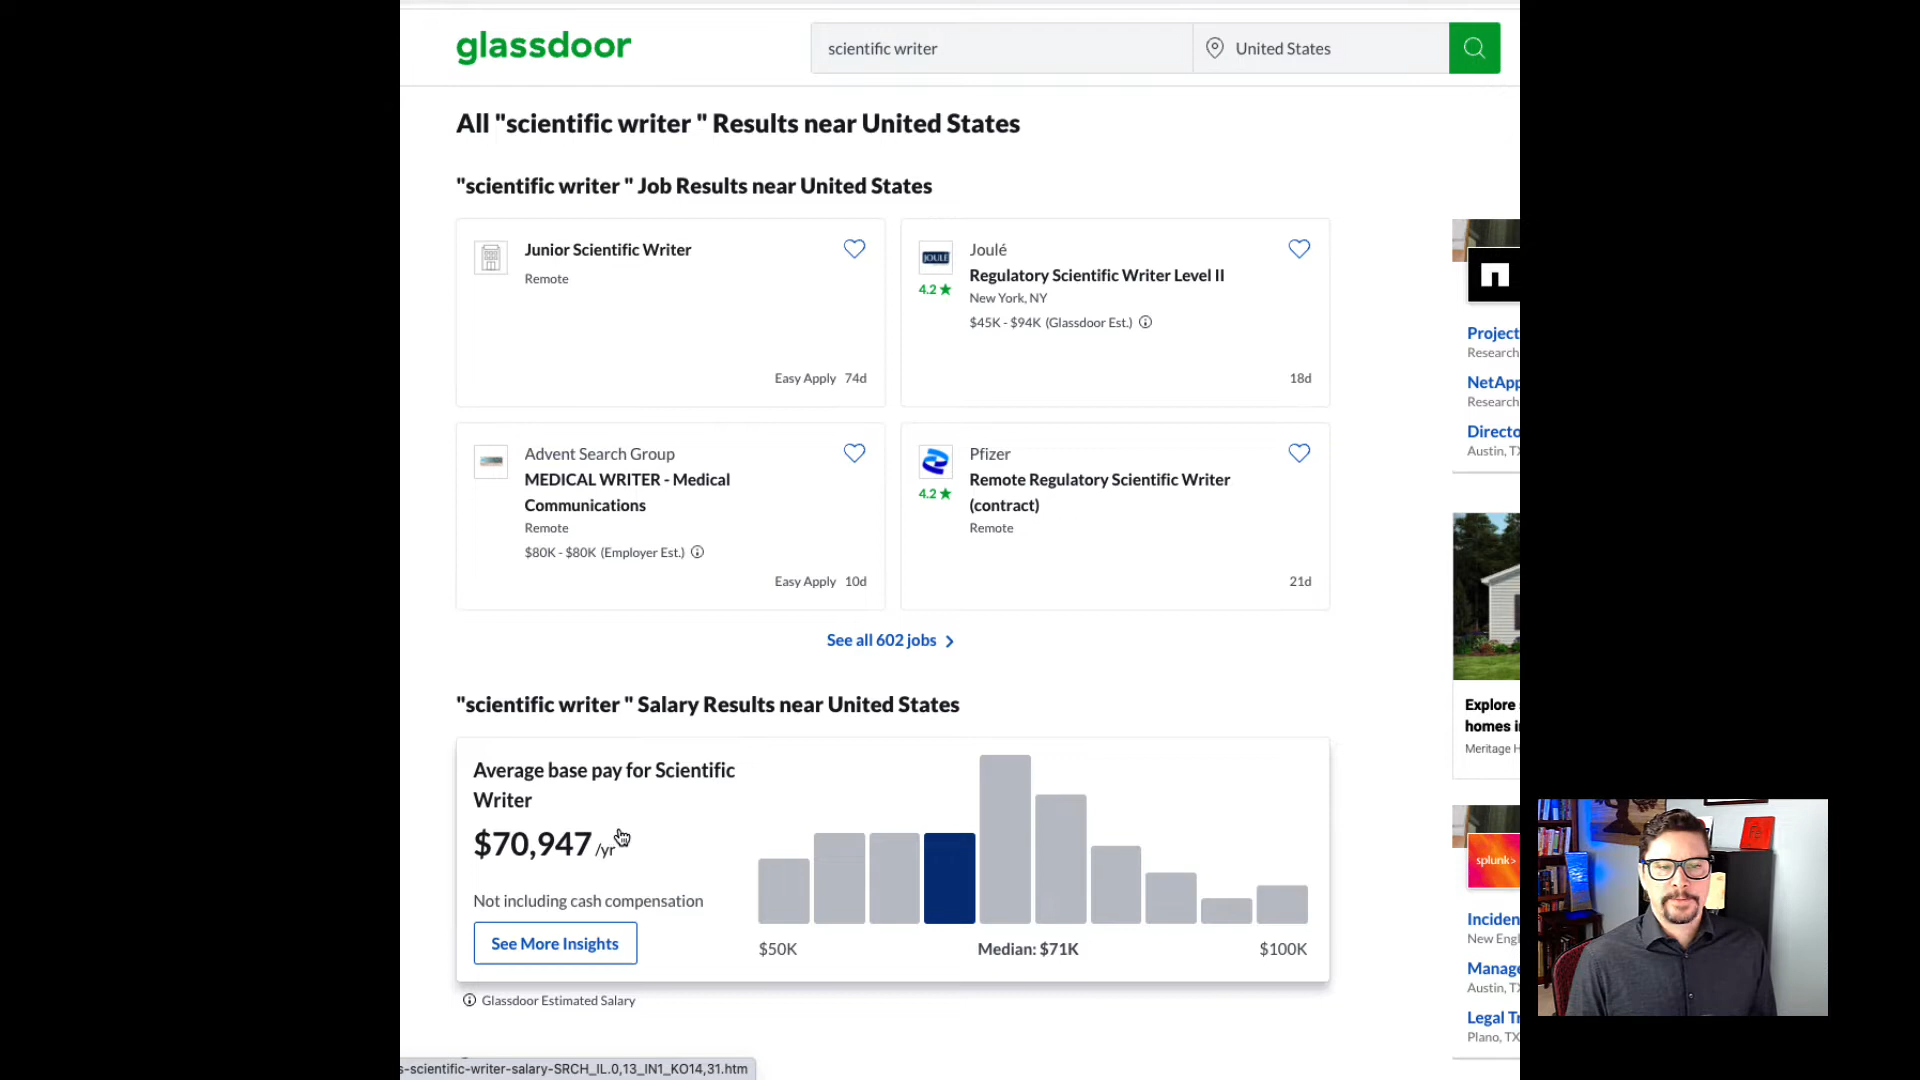 glassdoor
scientific writer
United States
All "scientific writer " Results near United States
"scientific writer " Job Results near United States
Junior Scientific Writer
Remote
Easy Apply 74d
JOULE
4.2 ★
Joulé
Regulatory Scientific Writer Level II
New York, NY
$45K - $94K (Glassdoor Est.)
18d
Advent Search Group
MEDICAL WRITER - Medical
Communications
Remote
$80K - $80K (Employer Est.)
Easy Apply 10d
4.2 ★
Pfizer
Remote Regulatory Scientific Writer
(contract)
Remote
21d
See all 602 jobs
"scientific writer " Salary Results near United States
Average base pay for Scientific
Writer
$70,947 /yr
Not including cash compensation
See More Insights
$50K
Median: $71K
$100K
Glassdoor Estimated Salary
s-scientific-writer-salary-SRCH_IL.0,13_IN1_KO14,31.htm
Project
Research
NetApp
Research
Directo
Austin, TX
Explore
homes i
Meritage H
splunk>
Inciden
New Eng
Manage
Austin, TX
Legal Tr
Plano, TX